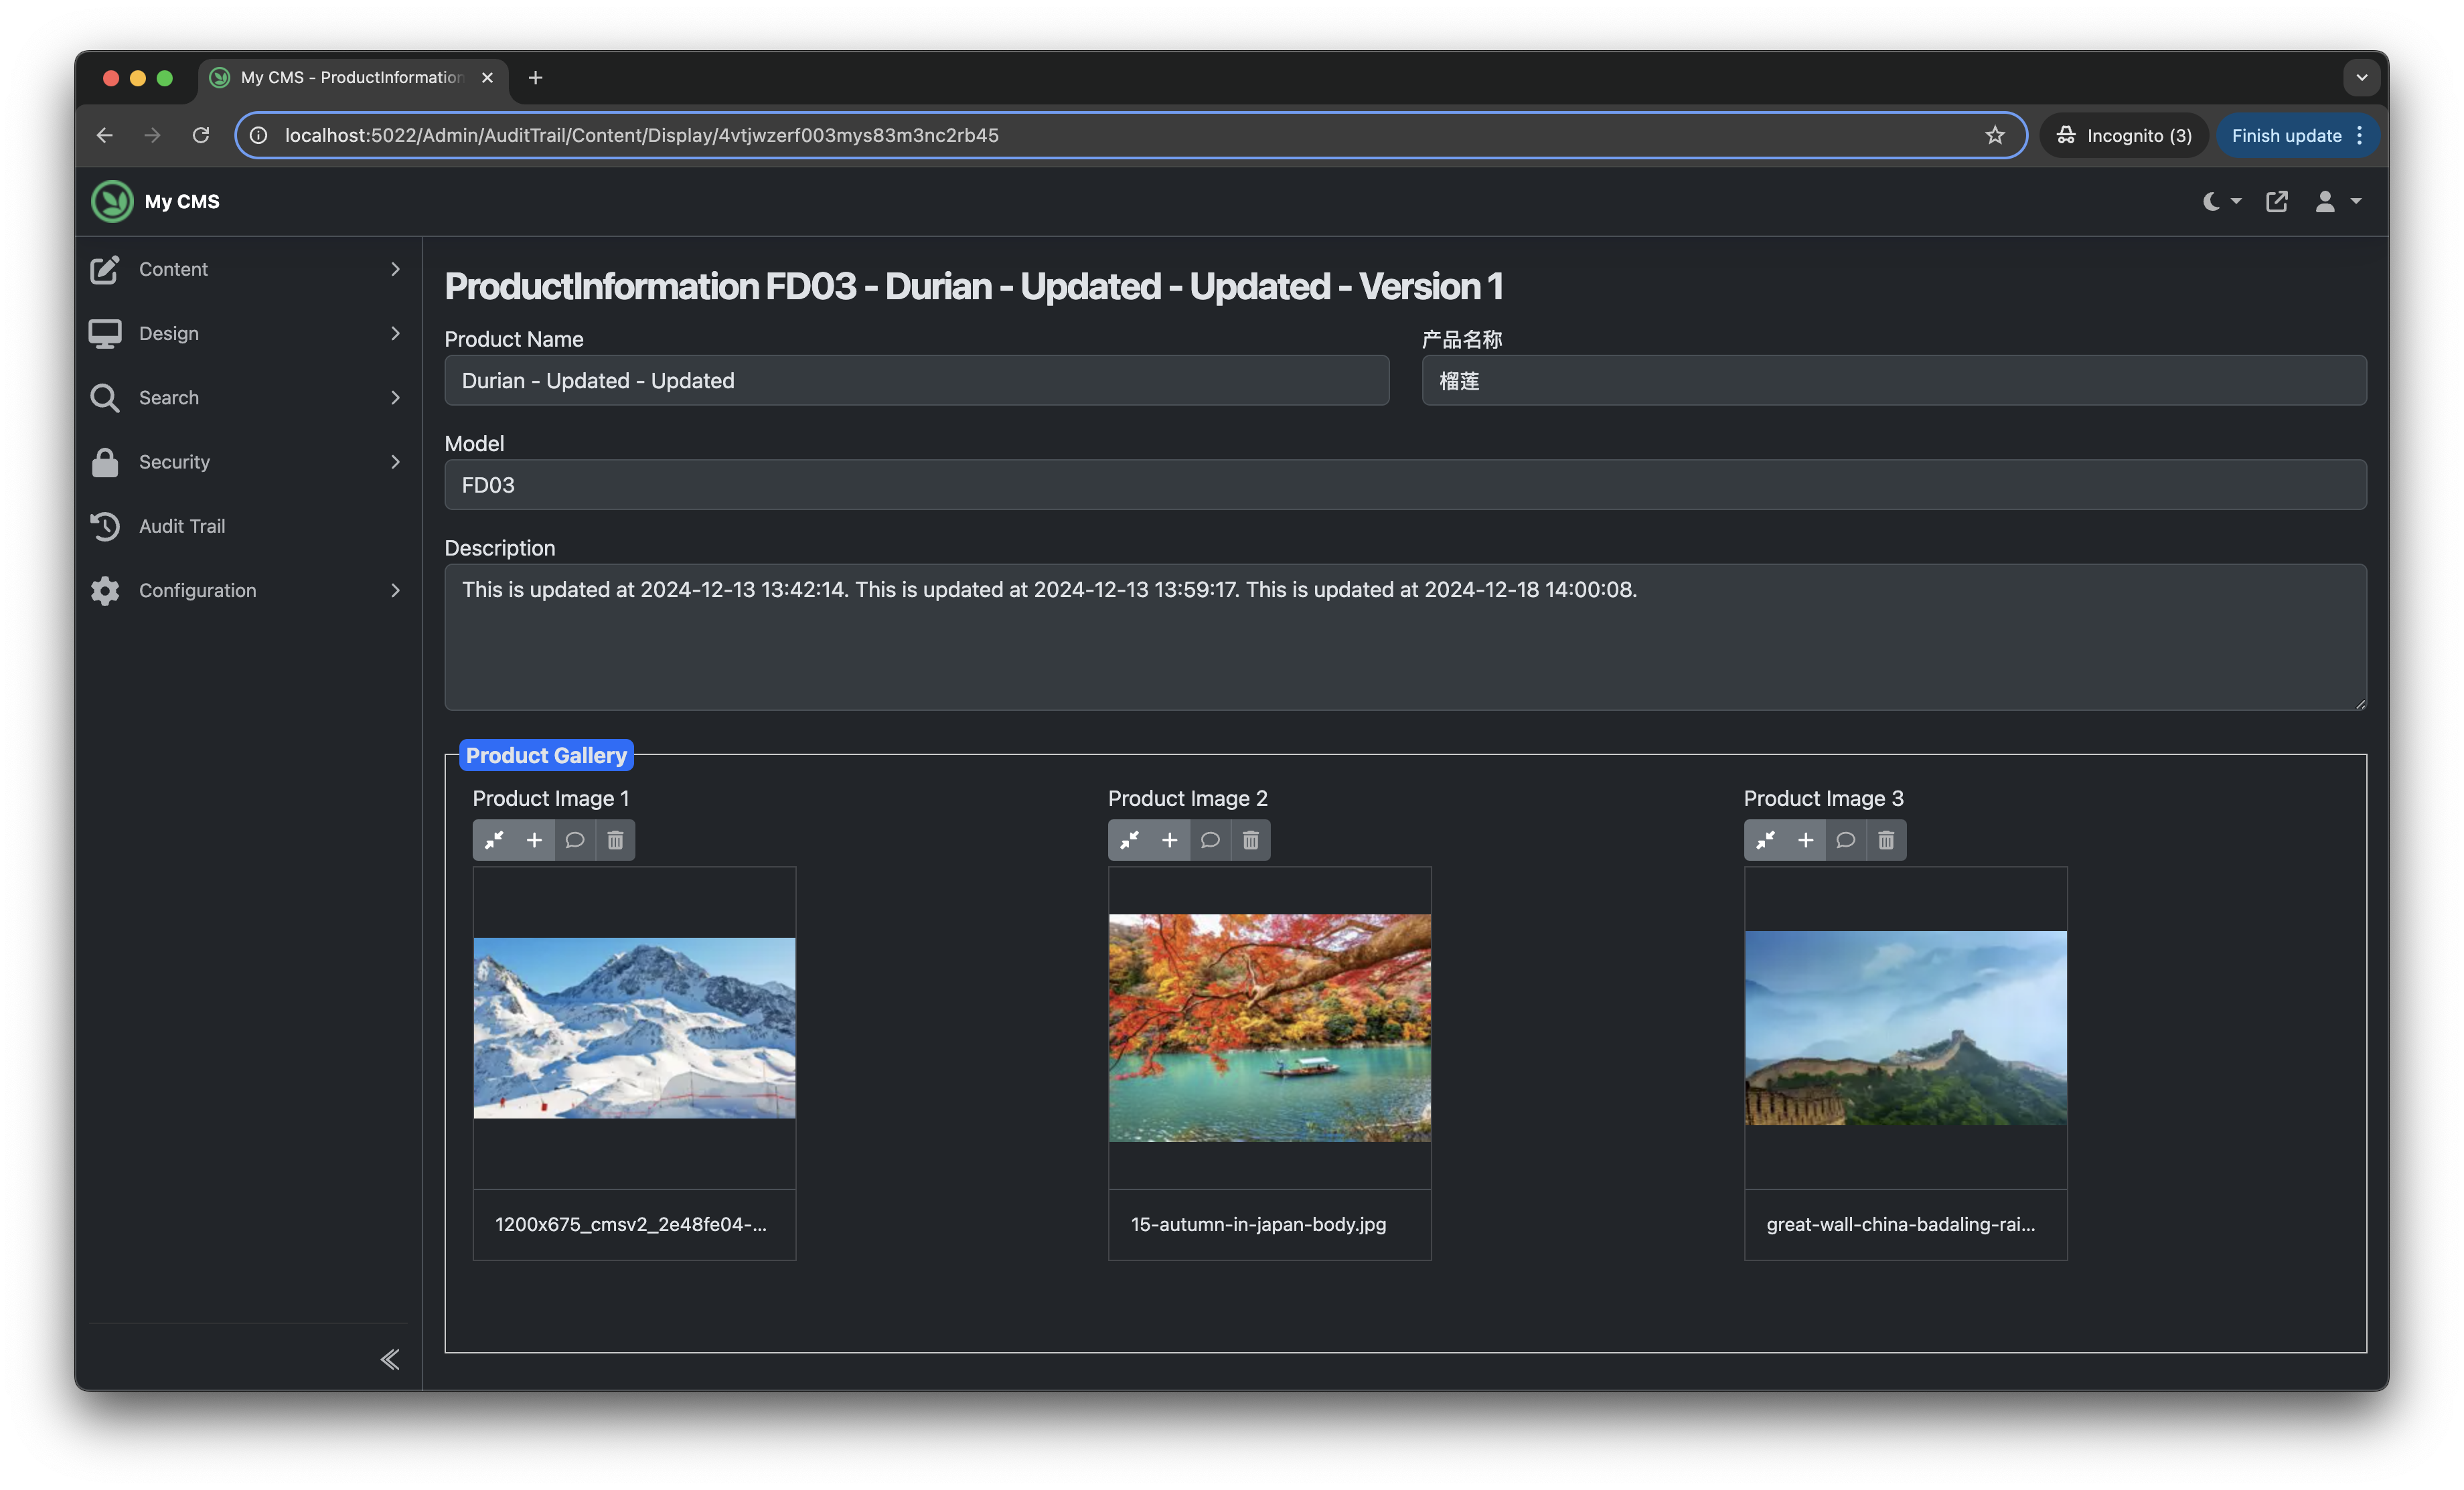 My CMS - ProductInformation
localhost:5022/Admin/AuditTrail/Content/Display/4vtjwzerf003mys83m3nc2rb45
Incognito (3)
Finish update
My CMS
Content
Design
Search
Security
Audit Trail
Configuration
ProductInformation FD03 - Durian - Updated - Updated - Version 1
Product Name
产品名称
Durian - Updated - Updated
榴莲
Model
FD03
Description
This is updated at 2024-12-13 13:42:14. This is updated at 2024-12-13 13:59:17. This is updated at 2024-12-18 14:00:08.
Product Gallery
Product Image 1
Product Image 2
Product Image 3
1200x675_cmsv2_2e48fe04-...
15-autumn-in-japan-body.jpg
great-wall-china-badaling-rai...